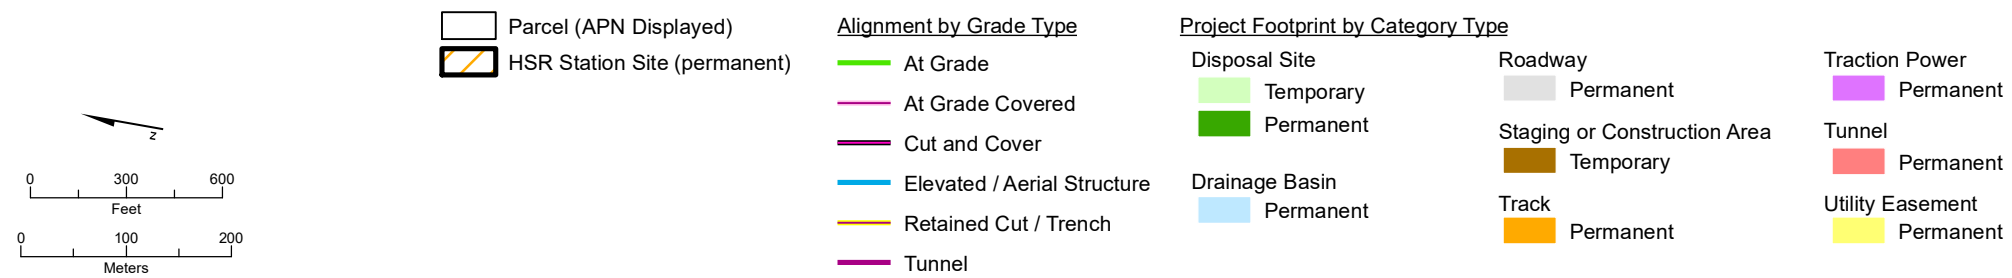 Parcel (APN Displayed)
HSR Station Site (permanent)
Z
0 300 600
Feet
0 100 200
Meters
Alignment by Grade Type
At Grade
At Grade Covered
Cut and Cover
Elevated / Aerial Structure
Retained Cut / Trench
Tunnel
Project Footprint by Category Type
Disposal Site
Temporary
Permanent
Drainage Basin
Permanent
Roadway
Permanent
Staging or Construction Area
Temporary
Track
Permanent
Traction Power
Permanent
Tunnel
Permanent
Utility Easement
Permanent